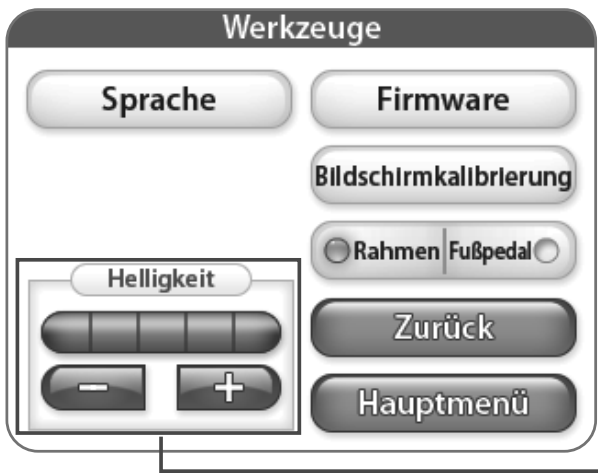 Werkzeuge
Sprache
Firmware
Bildschirmkalibrierung
Rahmen Fußpedal
Helligkeit
− +
Zurück
Hauptmenü